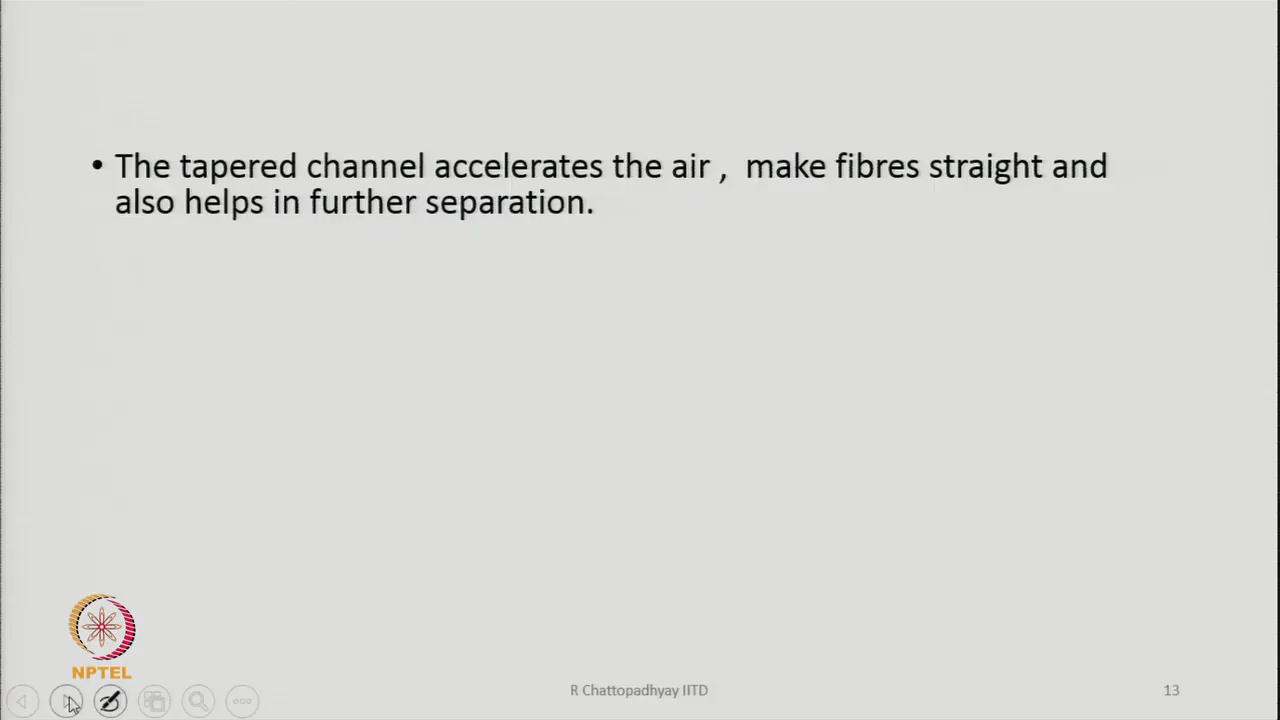 • The tapered channel accelerates the air , make fibres straight and
also helps in further separation.
NPTEL
R Chattopadhyay IITD
13